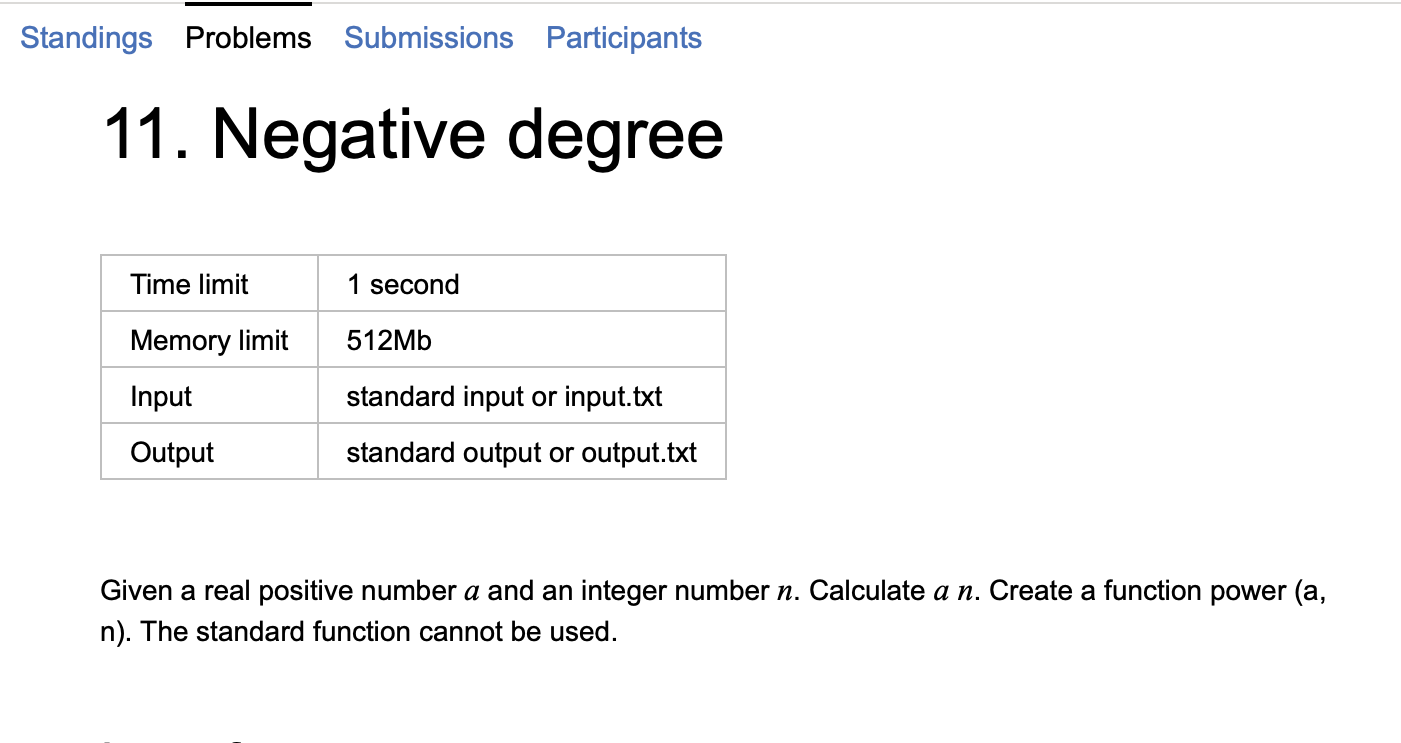 Standings Problems Submissions Participants
11. Negative degree
Time limit 1 second
Memory limit 512Mb
Input standard input or input.txt
Output standard output or output.txt
Given a real positive number a and an integer number n. Calculate a n. Create a function power (a,
n). The standard function cannot be used.